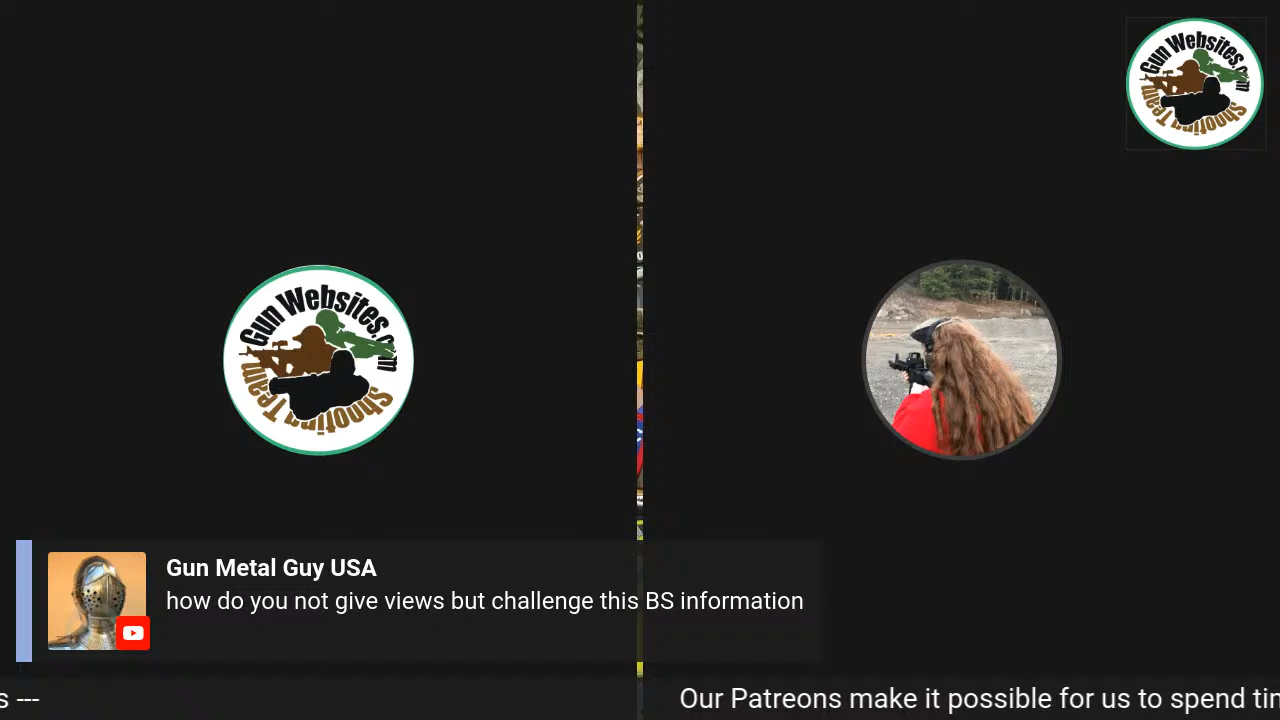 Gun Websites.com
Shooting Team
Gun Websites.com
Shooting Team
Gun Metal Guy USA
how do you not give views but challenge this BS information
s ---
Our Patreons make it possible for us to spend tim